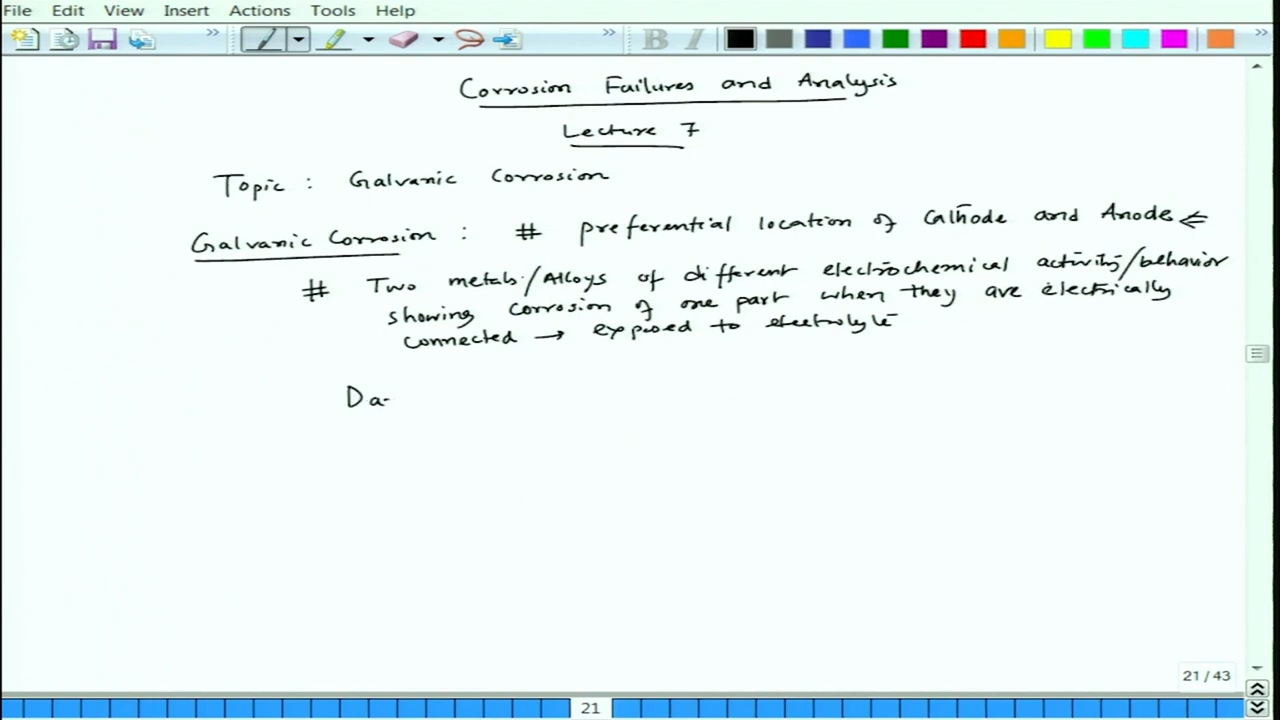 File Edit View Insert Actions Tools Help
B I
Corrosion Failures and Analysis
Lecture 7
Topic : Galvanic Corrosion
Galvanic Corrosion : # preferential location of Cathode and Anode ⇐
# Two metals/Alloys of different electrochemical activity/behavior
showing corrosion of one part when they are electrically
connected → exposed to electrolyte
Da
21 / 43
21